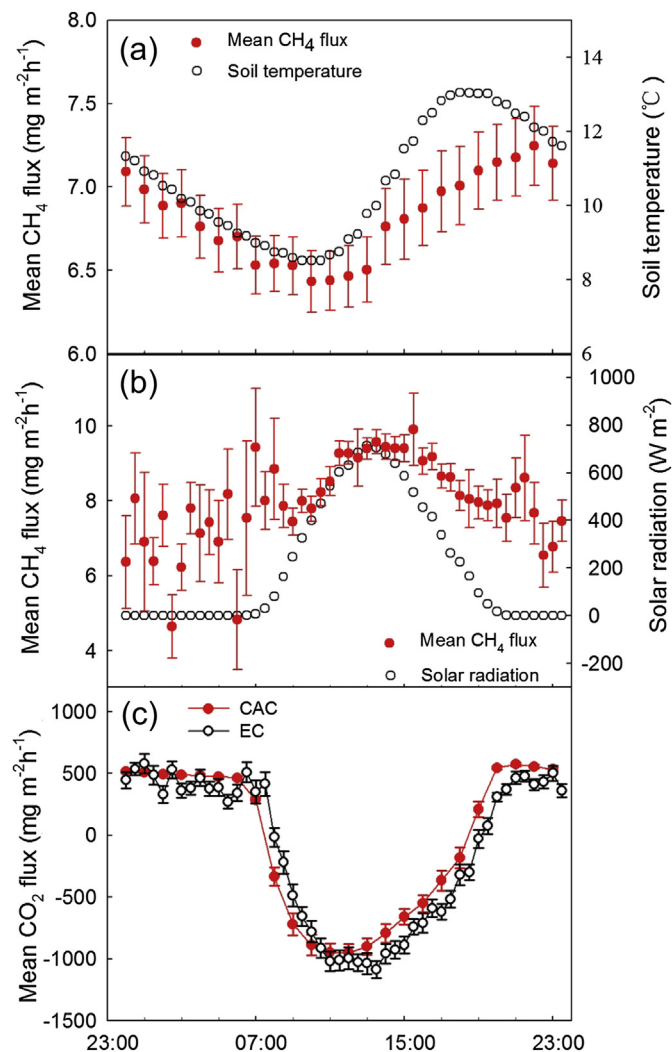 (a)
Mean CH4 flux
Soil temperature
Mean CH4 flux (mg m-2h-1)
8.0
7.5
7.0
6.5
6.0
Soil temperature (℃)
14
12
10
8
6
(b)
Mean CH4 flux (mg m-2h-1)
10
8
6
4
Solar radiation (W m-2)
1000
800
600
400
200
0
-200
Mean CH4 flux
Solar radiation
(c)
CAC
EC
Mean CO2 flux (mg m-2h-1)
1000
500
0
-500
-1000
-1500
23:00 07:00 15:00 23:00